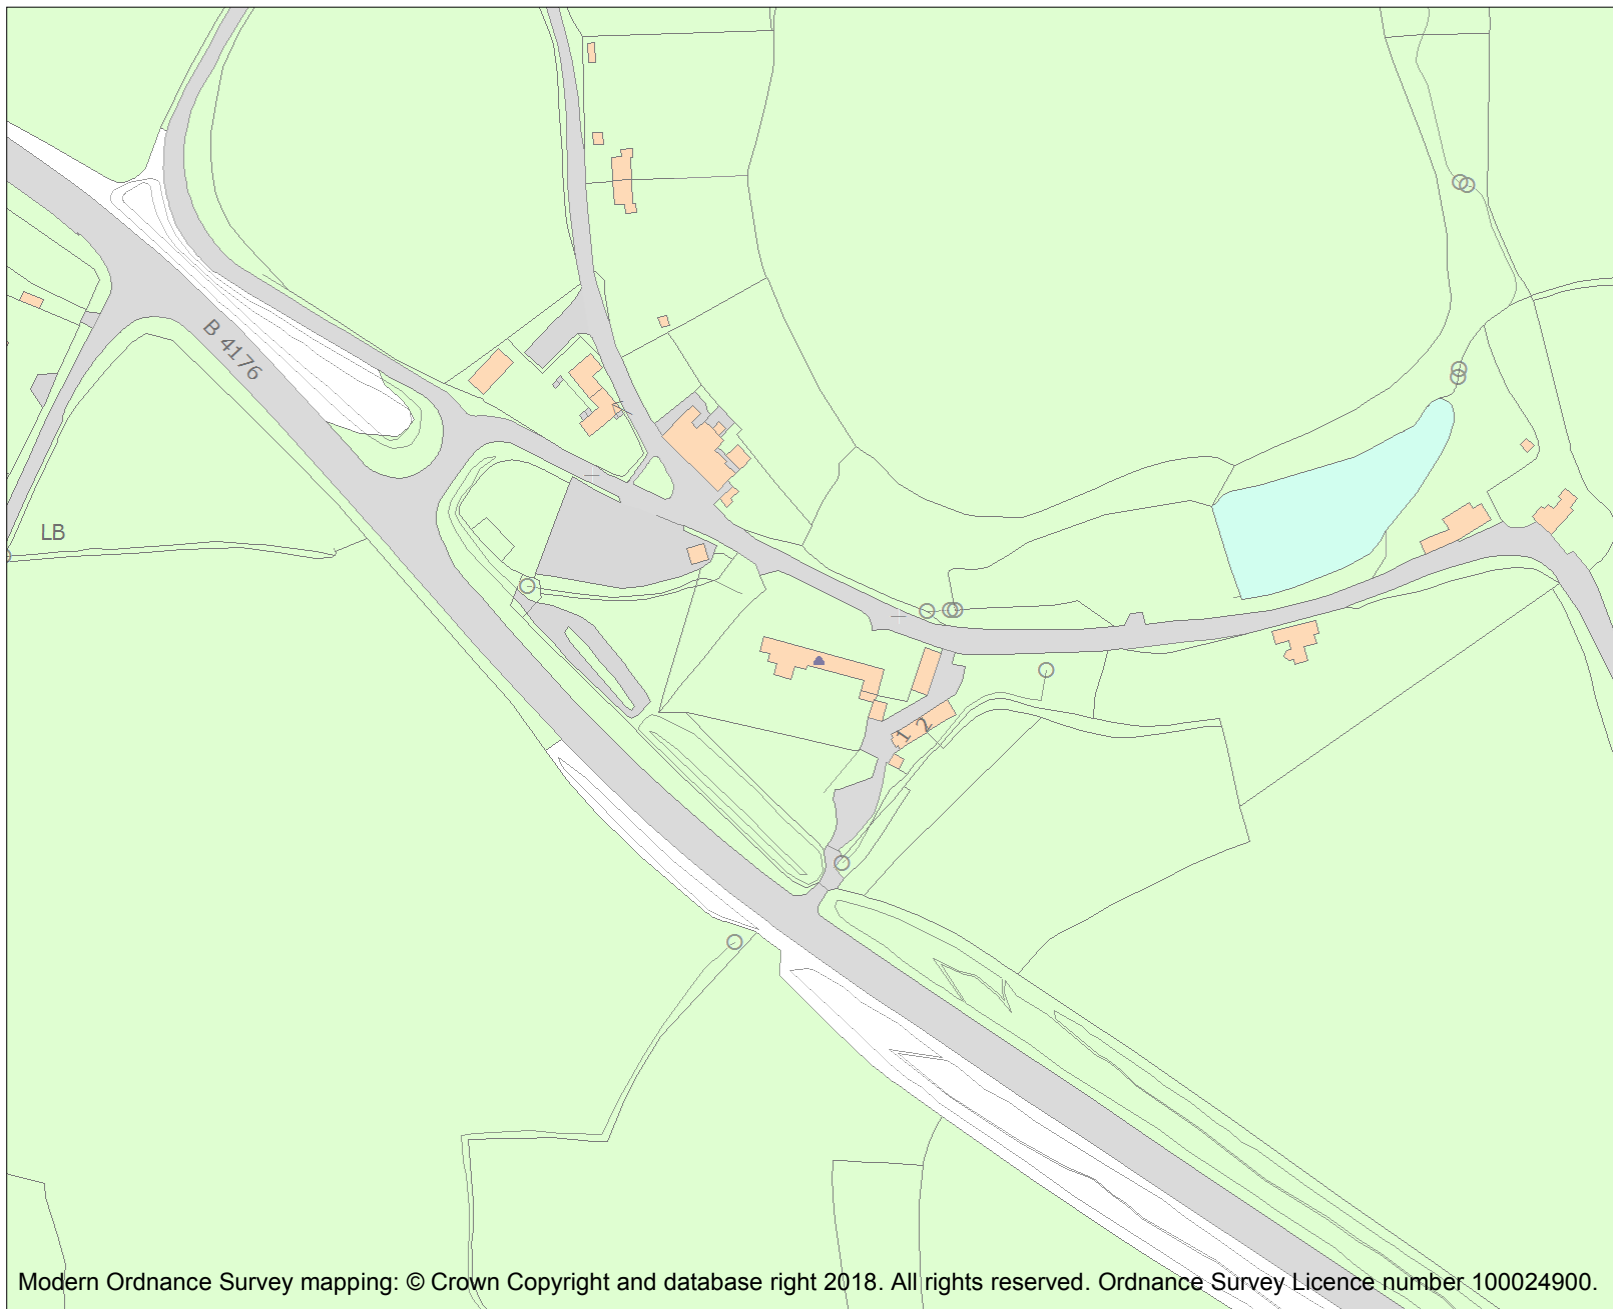 B 4176
LB
1 2
Modern Ordnance Survey mapping: © Crown Copyright and database right 2018. All rights reserved. Ordnance Survey Licence number 100024900.